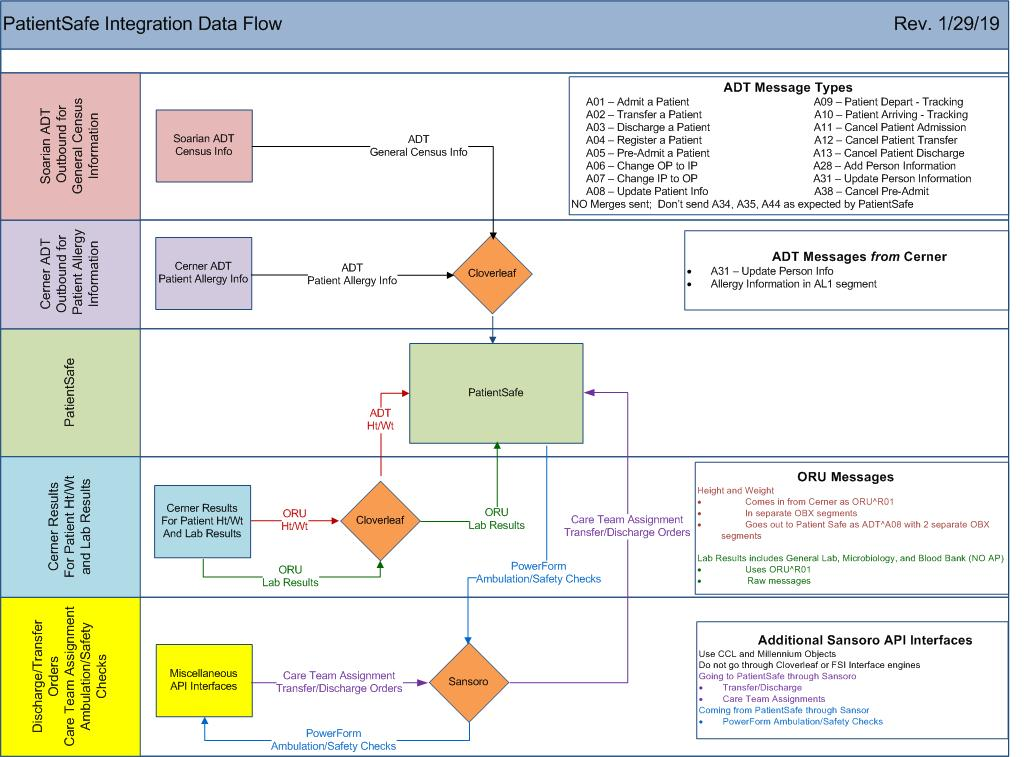 PatientSafe Integration Data Flow
Rev. 1/29/19
Soarian ADT
Outbound for
General Census
Information
Soarian ADT
Census Info
ADT
General Census Info
ADT Message Types
A01 – Admit a Patient
A02 – Transfer a Patient
A03 – Discharge a Patient
A04 – Register a Patient
A05 – Pre-Admit a Patient
A06 – Change OP to IP
A07 – Change IP to OP
A08 – Update Patient Info
A09 – Patient Depart - Tracking
A10 – Patient Arriving - Tracking
A11 – Cancel Patient Admission
A12 – Cancel Patient Transfer
A13 – Cancel Patient Discharge
A28 – Add Person Information
A31 – Update Person Information
A38 – Cancel Pre-Admit
NO Merges sent;  Don't send A34, A35, A44 as expected by PatientSafe
Cerner ADT
Outbound for
Patient Allergy
Information
Cerner ADT
Patient Allergy Info
ADT
Patient Allergy Info
Cloverleaf
ADT Messages from Cerner
• A31 – Update Person Info
• Allergy Information in AL1 segment
PatientSafe
PatientSafe
ADT
Ht/Wt
Cerner Results
For Patient Ht/Wt
and Lab Results
Cerner Results
For Patient Ht/Wt
And Lab Results
ORU
Ht/Wt
Cloverleaf
ORU
Lab Results
ORU
Lab Results
Care Team Assignment
Transfer/Discharge Orders
PowerForm
Ambulation/Safety Checks
ORU Messages
Height and Weight
• Comes in from Cerner as ORU^R01
• In separate OBX segments
• Goes out to Patient Safe as ADT^A08 with 2 separate OBX
segments
Lab Results includes General Lab, Microbiology, and Blood Bank (NO AP)
• Uses ORU^R01
• Raw messages
Discharge/Transfer
Orders
Care Team Assignment
Ambulation/Safety
Checks
Miscellaneous
API Interfaces
Care Team Assignment
Transfer/Discharge Orders
Sansoro
PowerForm
Ambulation/Safety Checks
Additional Sansoro API Interfaces
Use CCL and Millennium Objects
Do not go through Cloverleaf or FSI Interface engines
Going to PatientSafe through Sansoro
• Transfer/Discharge
• Care Team Assignments
Coming from PatientSafe through Sansor
• PowerForm Ambulation/Safety Checks